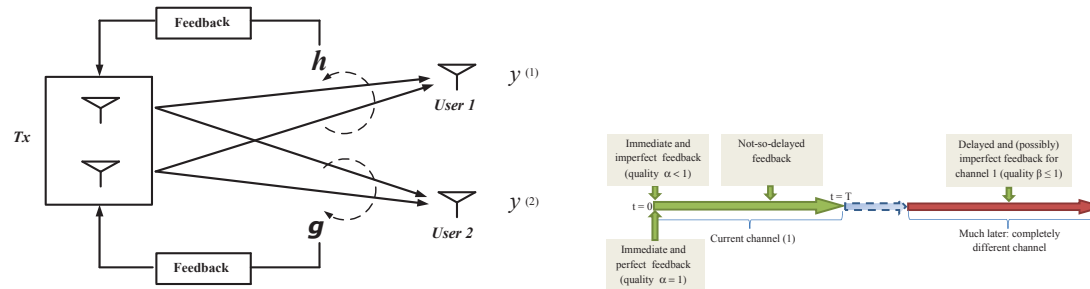 Feedback
h
Tx
User 1
y (1)
User 2
y (2)
g
Feedback
Immediate and
imperfect feedback
(quality α < 1)
Not-so-delayed
feedback
Delayed and (possibly)
imperfect feedback for
channel 1 (quality β ≤ 1)
t = 0
t = T
Current channel (1)
Much later: completely
different channel
Immediate and
perfect feedback
(quality α = 1)